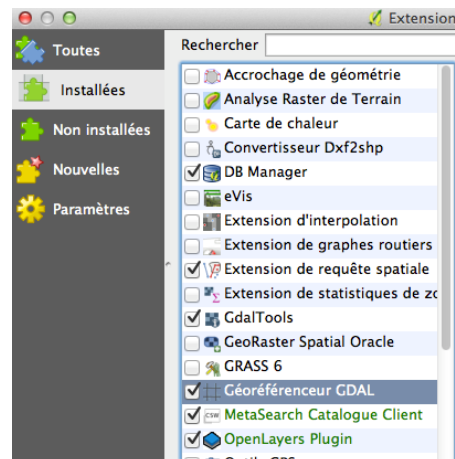 Extension
Toutes
Installées
Non installées
Nouvelles
Paramètres
Rechercher
Accrochage de géométrie
Analyse Raster de Terrain
Carte de chaleur
Convertisseur Dxf2shp
DB Manager
eVis
Extension d'interpolation
Extension de graphes routiers
Extension de requête spatiale
Extension de statistiques de zo
GdalTools
GeoRaster Spatial Oracle
GRASS 6
Géoréférenceur GDAL
MetaSearch Catalogue Client
OpenLayers Plugin